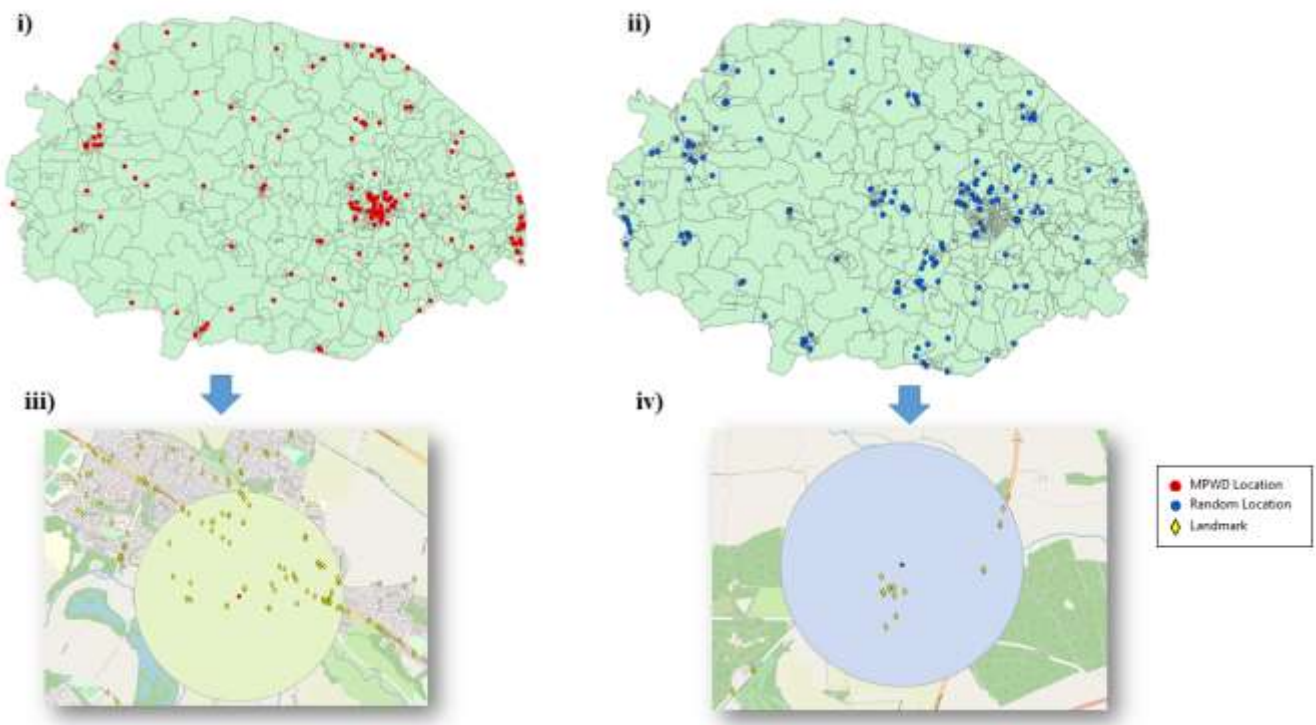 i)
ii)
iii)
iv)
MPWD Location
Random Location
Landmark